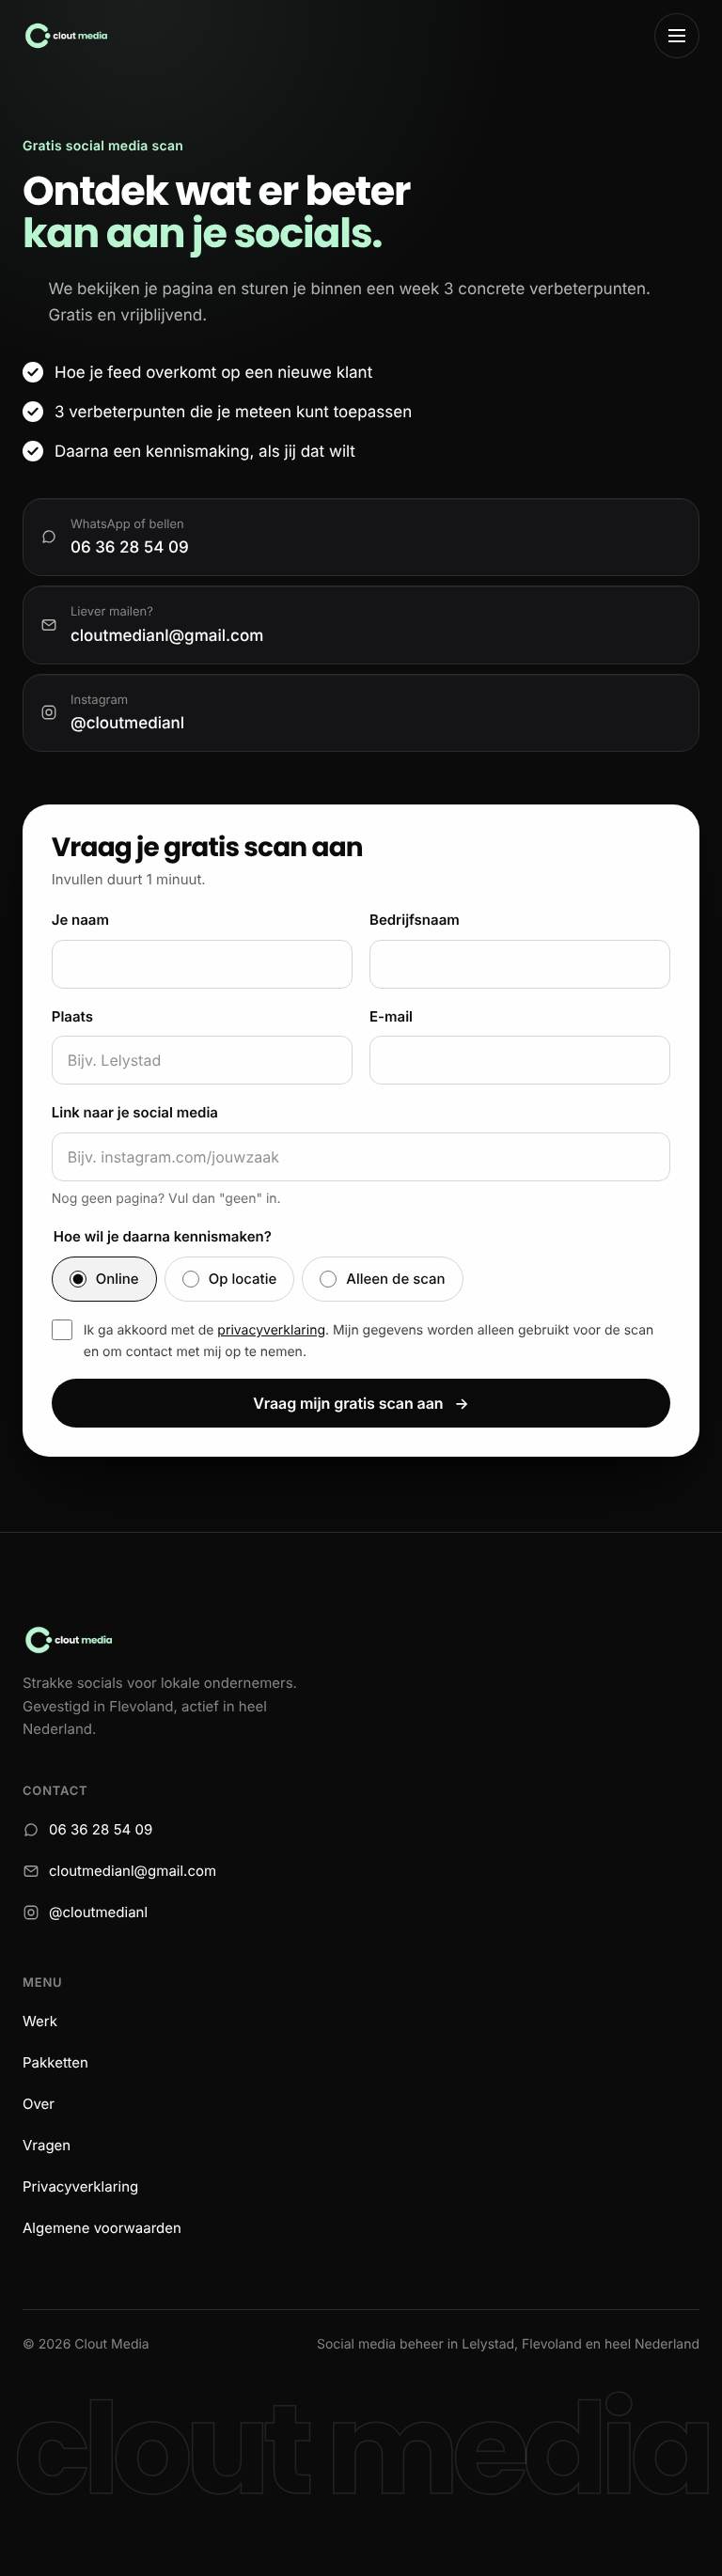 clout media
Gratis social media scan
Ontdek wat er beter
kan aan je socials.
We bekijken je pagina en sturen je binnen een week 3 concrete verbeterpunten.
Gratis en vrijblijvend.
Hoe je feed overkomt op een nieuwe klant
3 verbeterpunten die je meteen kunt toepassen
Daarna een kennismaking, als jij dat wilt
WhatsApp of bellen
06 36 28 54 09
Liever mailen?
cloutmedianl@gmail.com
Instagram
@cloutmedianl
Vraag je gratis scan aan
Invullen duurt 1 minuut.
Je naam Bedrijfsnaam
Plaats E-mail
Bijv. Lelystad
Link naar je social media
Bijv. instagram.com/jouwzaak
Nog geen pagina? Vul dan "geen" in.
Hoe wil je daarna kennismaken?
Online Op locatie Alleen de scan
Ik ga akkoord met de privacyverklaring. Mijn gegevens worden alleen gebruikt voor de scan
en om contact met mij op te nemen.
Vraag mijn gratis scan aan →
clout media
Strakke socials voor lokale ondernemers.
Gevestigd in Flevoland, actief in heel
Nederland.
CONTACT
06 36 28 54 09
cloutmedianl@gmail.com
@cloutmedianl
MENU
Werk
Pakketten
Over
Vragen
Privacyverklaring
Algemene voorwaarden
© 2026 Clout Media Social media beheer in Lelystad, Flevoland en heel Nederland
clout media